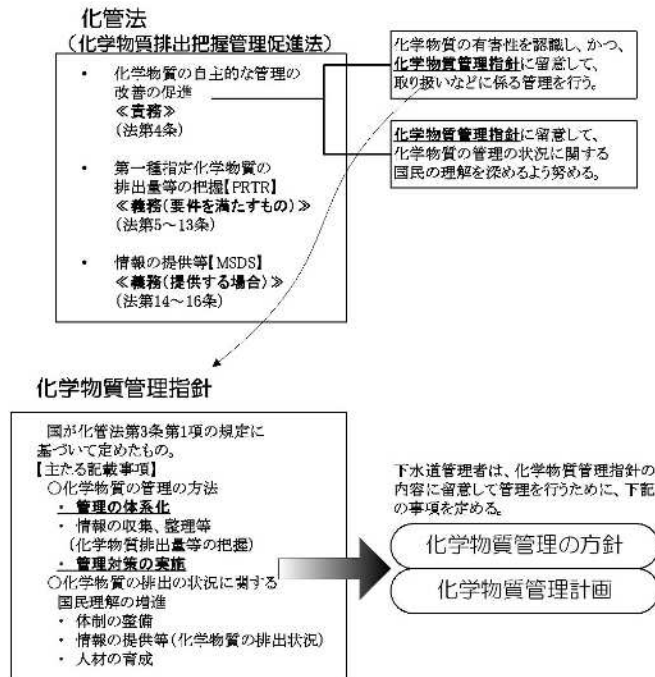 化管法
(化学物質排出把握管理促進法)
・ 化学物質の自主的な管理の
改善の促進
≪責務≫
(法第4条)
・ 第一種指定化学物質の
排出量等の把握【PRTR】
≪義務(要件を満たすもの)≫
(法第5～13条)
・ 情報の提供等【MSDS】
≪義務(提供する場合)≫
(法第14～16条)
化学物質の有害性を認識し、かつ、
化学物質管理指針に留意して、
取り扱いなどに係る管理を行う。
化学物質管理指針に留意して、
化学物質の管理の状況に関する
国民の理解を深めるよう努める。
化学物質管理指針
国が化管法第3条第1項の規定に
基づいて定めたもの。
【主たる記載事項】
○化学物質の管理の方法
・ 管理の体系化
・ 情報の収集、整理等
(化学物質排出量等の把握)
・ 管理対策の実施
○化学物質の排出の状況に関する
国民理解の増進
・ 体制の整備
・ 情報の提供等(化学物質の排出状況)
・ 人材の育成
下水道管理者は、化学物質管理指針の
内容に留意して管理を行うために、下記
の事項を定める。
化学物質管理の方針
化学物質管理計画